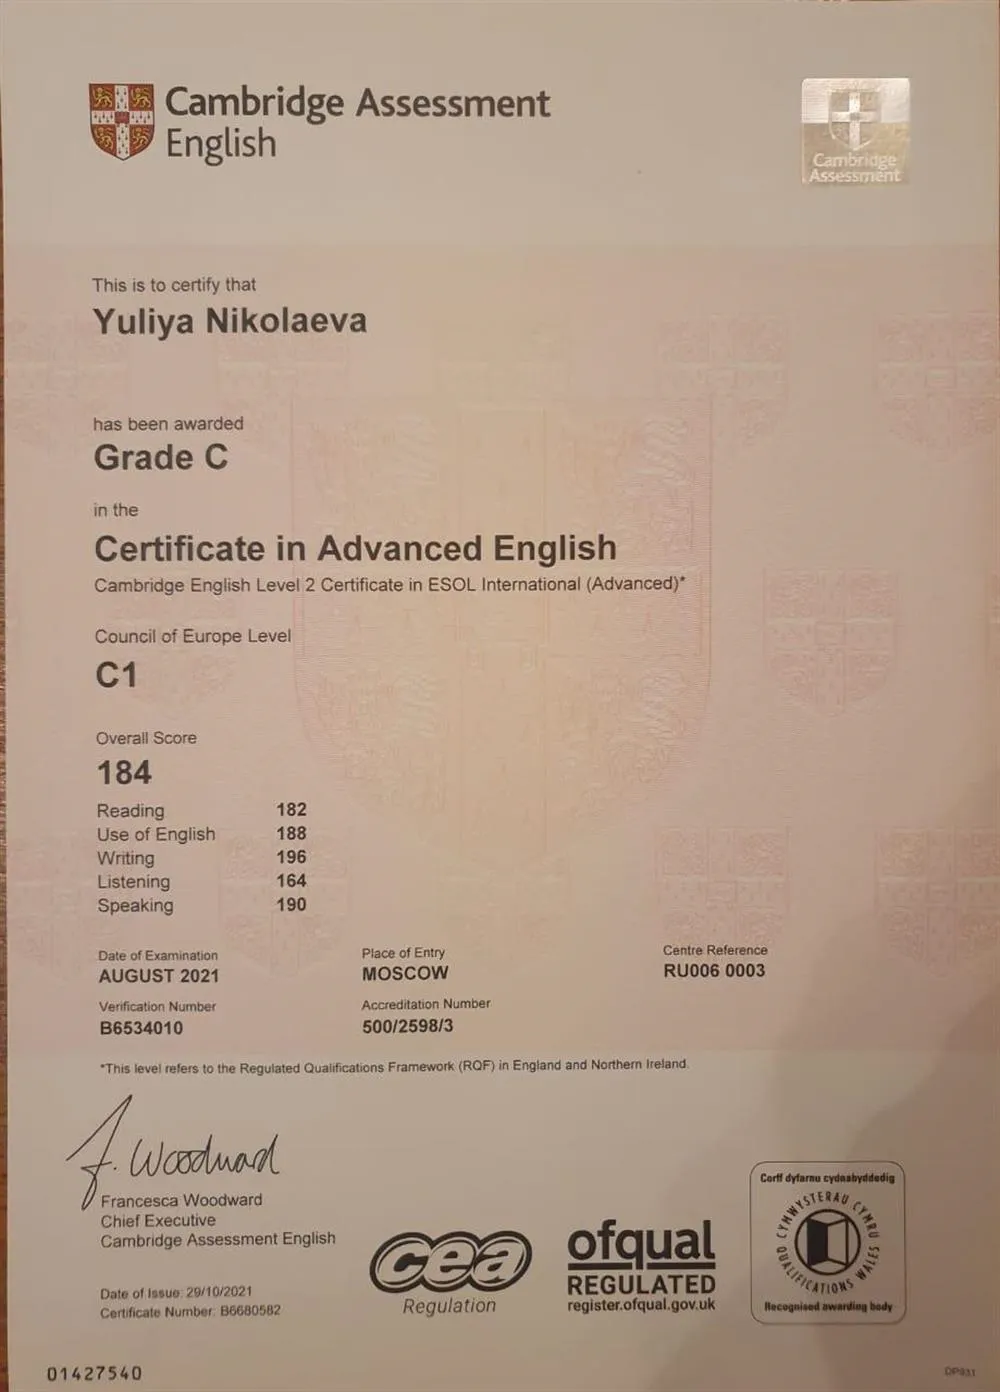 Cambridge Assessment
English
Cambridge
Assessment
This is to certify that
Yuliya Nikolaeva
has been awarded
Grade C
in the
Certificate in Advanced English
Cambridge English Level 2 Certificate in ESOL International (Advanced)*
Council of Europe Level
C1
Overall Score
184
Reading 182
Use of English 188
Writing 196
Listening 164
Speaking 190
Date of Examination Place of Entry Centre Reference
AUGUST 2021 MOSCOW RU006 0003
Verification Number Accreditation Number
B6534010 500/2598/3
*This level refers to the Regulated Qualifications Framework (RQF) in England and Northern Ireland.
F. Woodward
Francesca Woodward
Chief Executive
Cambridge Assessment English
Date of Issue 29/10/2021
Certificate Number: B6680582
cea
Regulation
ofqual
REGULATED
register.ofqual.gov.uk
Corff dyfarnu cydnabyddedig
CYMWYSTERAU CYMRU
QUALIFICATIONS WALES
Recognised awarding body
01427540
DP931